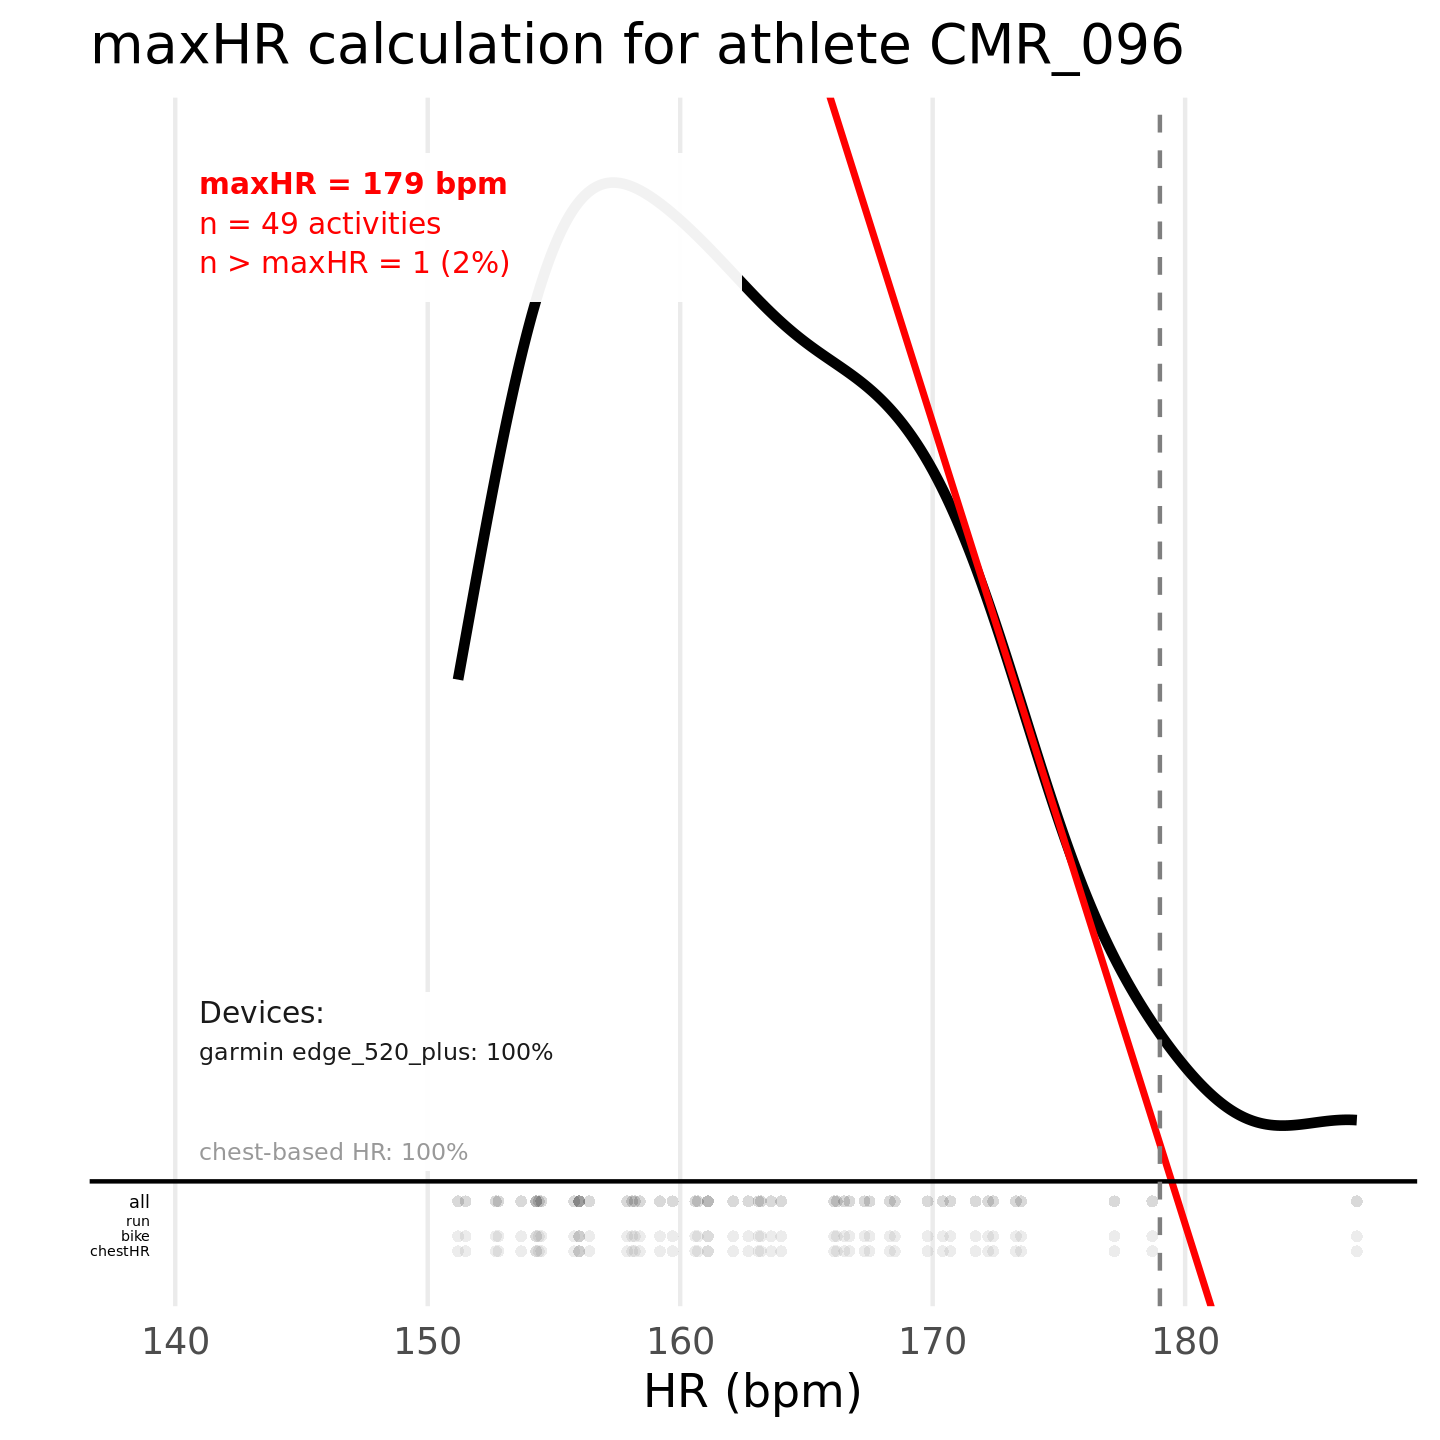 maxHR calculation for athlete CMR_096
maxHR = 179 bpm
n = 49 activities
n > maxHR = 1 (2%)
Devices:
garmin edge_520_plus: 100%
chest-based HR: 100%
all
run
bike
chestHR
140 150 160 170 180
HR (bpm)